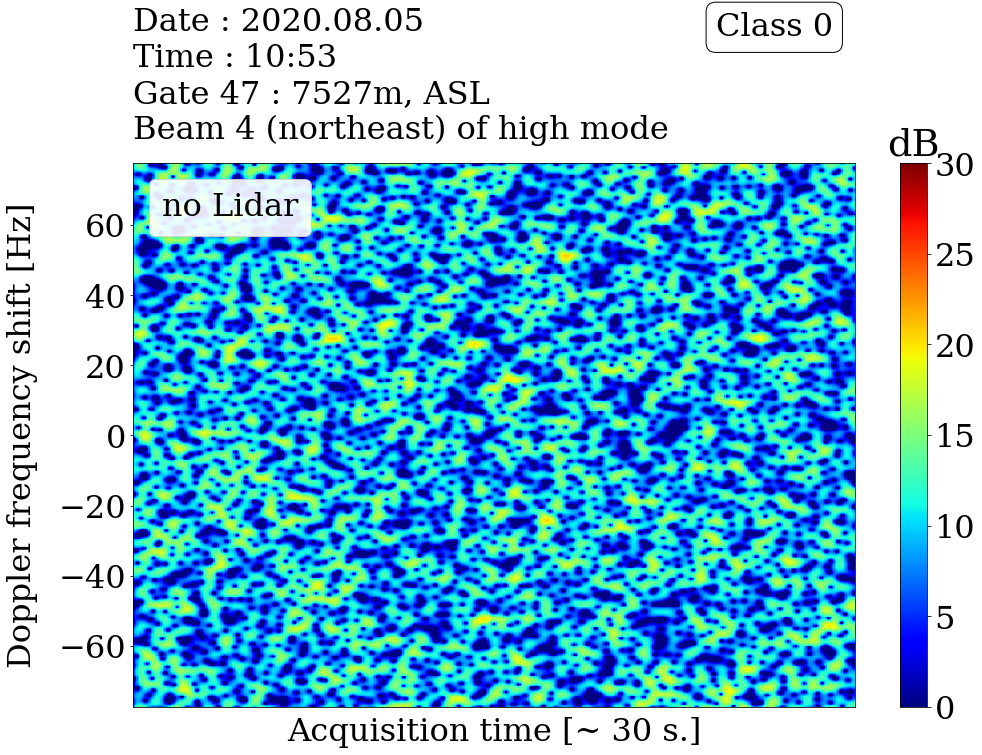 Date : 2020.08.05
Time : 10:53
Gate 47 : 7527m, ASL
Beam 4 (northeast) of high mode
Class 0
dB
no Lidar
Doppler frequency shift [Hz]
60
40
20
0
−20
−40
−60
30
25
20
15
10
5
0
Acquisition time [~ 30 s.]